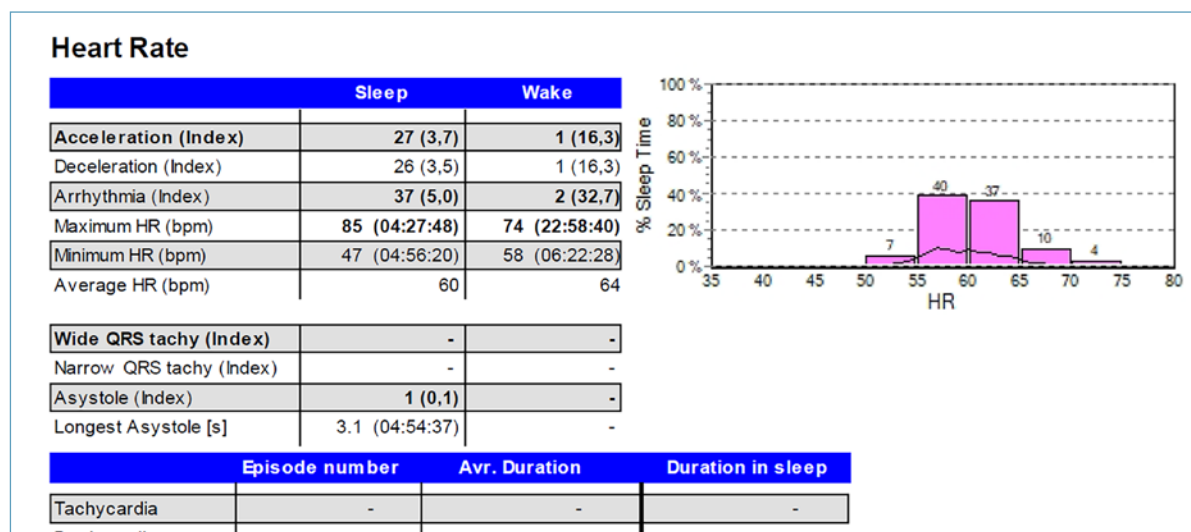 Heart Rate
Sleep Wake
Acceleration (Index) 27 (3,7) 1 (16,3)
Deceleration (Index) 26 (3,5) 1 (16,3)
Arrhythmia (Index) 37 (5,0) 2 (32,7)
Maximum HR (bpm) 85 (04:27:48) 74 (22:58:40)
Minimum HR (bpm) 47 (04:56:20) 58 (06:22:28)
Average HR (bpm) 60 64
Wide QRS tachy (Index) - -
Narrow QRS tachy (Index) - -
Asystole (Index) 1 (0,1) -
Longest Asystole [s] 3.1 (04:54:37) -
% Sleep Time
100 %
80 %
60 %
40 %
20 %
0 %
7 40 37 10 4
35 40 45 50 55 60 65 70 75 80
HR
Episode number Avr. Duration Duration in sleep
Tachycardia - - -